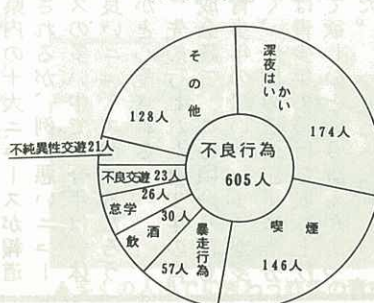 不良行為
605人
深夜はいかい
174人
喫煙
146人
暴走行為
57人
飲酒
30人
怠学
26人
不良交遊 23人
不純異性交遊21人
その他
128人